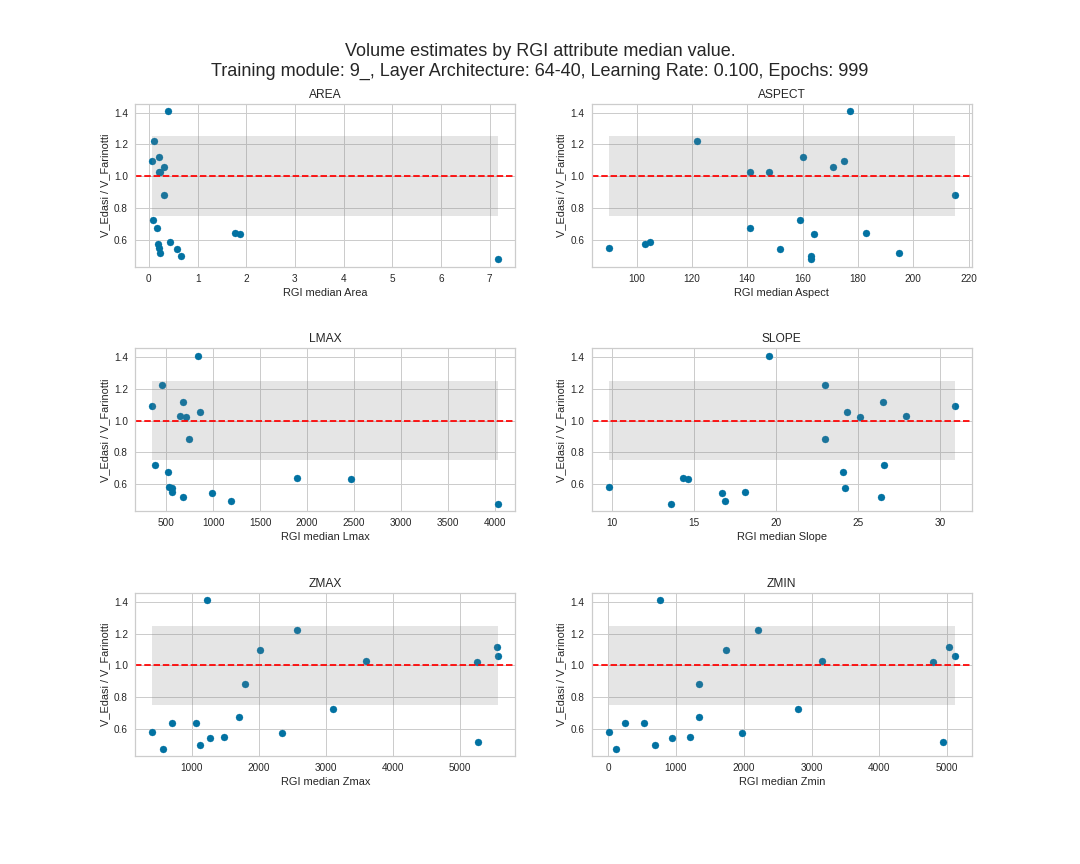 Volume estimates by RGI attribute median value.
Training module: 9_, Layer Architecture: 64-40, Learning Rate: 0.100, Epochs: 999
AREA
1.4
1.2
1.0
0.8
0.6
V_Edasi / V_Farinotti
0 1 2 3 4 5 6 7
RGI median Area
ASPECT
1.4
1.2
1.0
0.8
0.6
V_Edasi / V_Farinotti
100 120 140 160 180 200 220
RGI median Aspect
LMAX
1.4
1.2
1.0
0.8
0.6
V_Edasi / V_Farinotti
500 1000 1500 2000 2500 3000 3500 4000
RGI median Lmax
SLOPE
1.4
1.2
1.0
0.8
0.6
V_Edasi / V_Farinotti
10 15 20 25 30
RGI median Slope
ZMAX
1.4
1.2
1.0
0.8
0.6
V_Edasi / V_Farinotti
1000 2000 3000 4000 5000
RGI median Zmax
ZMIN
1.4
1.2
1.0
0.8
0.6
V_Edasi / V_Farinotti
0 1000 2000 3000 4000 5000
RGI median Zmin